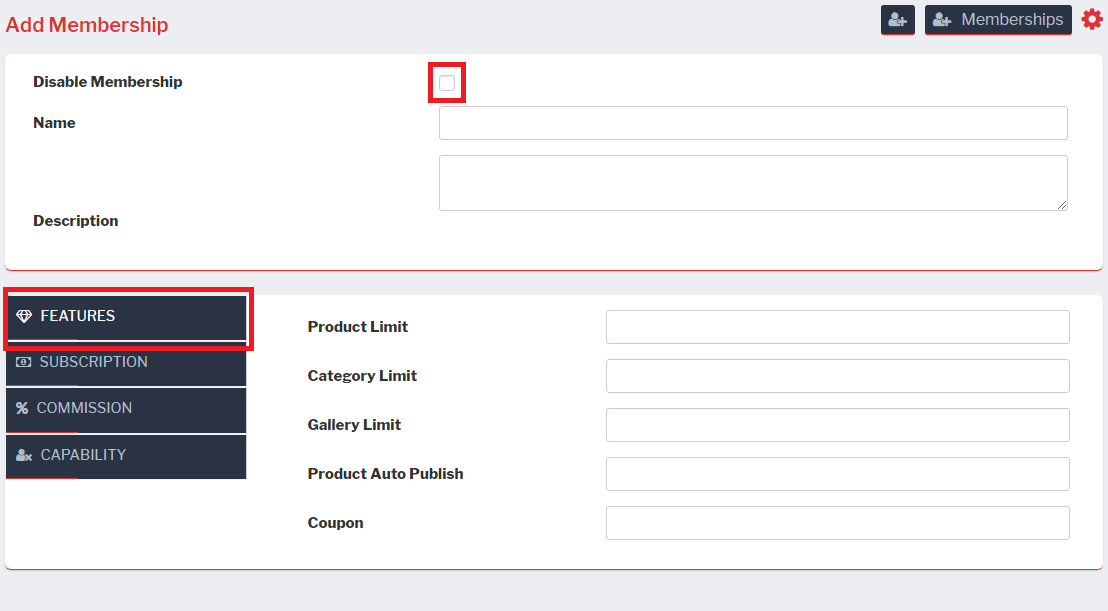 Add Membership
Memberships
Disable Membership
Name
Description
FEATURES
SUBSCRIPTION
COMMISSION
CAPABILITY
Product Limit
Category Limit
Gallery Limit
Product Auto Publish
Coupon